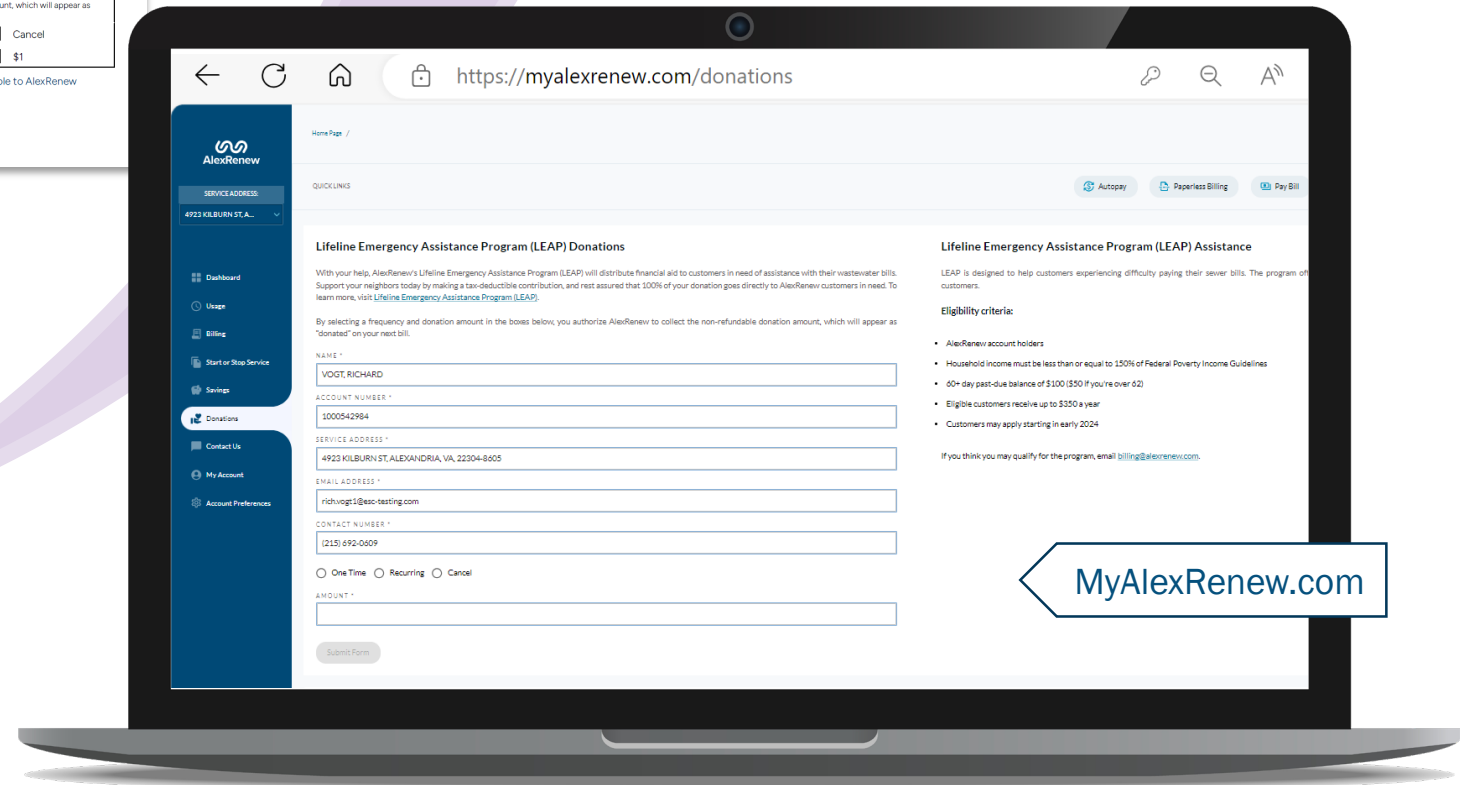 unt, which will appear as
Cancel
$1
ble to AlexRenew
https://myalexrenew.com/donations
AlexRenew
SERVICE ADDRESS:
4923 KILBURN ST, A...
Dashboard
Usage
Billing
Start or Stop Service
Savings
Donations
Contact Us
My Account
Account Preferences
Home Page /
QUICK LINKS
Autopay
Paperless Billing
Pay Bill
Lifeline Emergency Assistance Program (LEAP) Donations
With your help, AlexRenew's Lifeline Emergency Assistance Program (LEAP) will distribute financial aid to customers in need of assistance with their wastewater bills.
Support your neighbors today by making a tax-deductible contribution, and rest assured that 100% of your donation goes directly to AlexRenew customers in need. To
learn more, visit Lifeline Emergency Assistance Program (LEAP).
By selecting a frequency and donation amount in the boxes below, you authorize AlexRenew to collect the non-refundable donation amount, which will appear as
"donated" on your next bill.
NAME *
VOGT, RICHARD
ACCOUNT NUMBER *
1000542984
SERVICE ADDRESS *
4923 KILBURN ST, ALEXANDRIA, VA, 22304-8605
EMAIL ADDRESS *
rich.vogt1@esc-testing.com
CONTACT NUMBER *
(215) 692-0609
One Time
Recurring
Cancel
AMOUNT *
Submit Form
Lifeline Emergency Assistance Program (LEAP) Assistance
LEAP is designed to help customers experiencing difficulty paying their sewer bills. The program off
customers.
Eligibility criteria:
• AlexRenew account holders
• Household income must be less than or equal to 150% of Federal Poverty Income Guidelines
• 60+ day past-due balance of $100 ($50 if you're over 62)
• Eligible customers receive up to $350 a year
• Customers may apply starting in early 2024
If you think you may qualify for the program, email billing@alexrenew.com.
MyAlexRenew.com